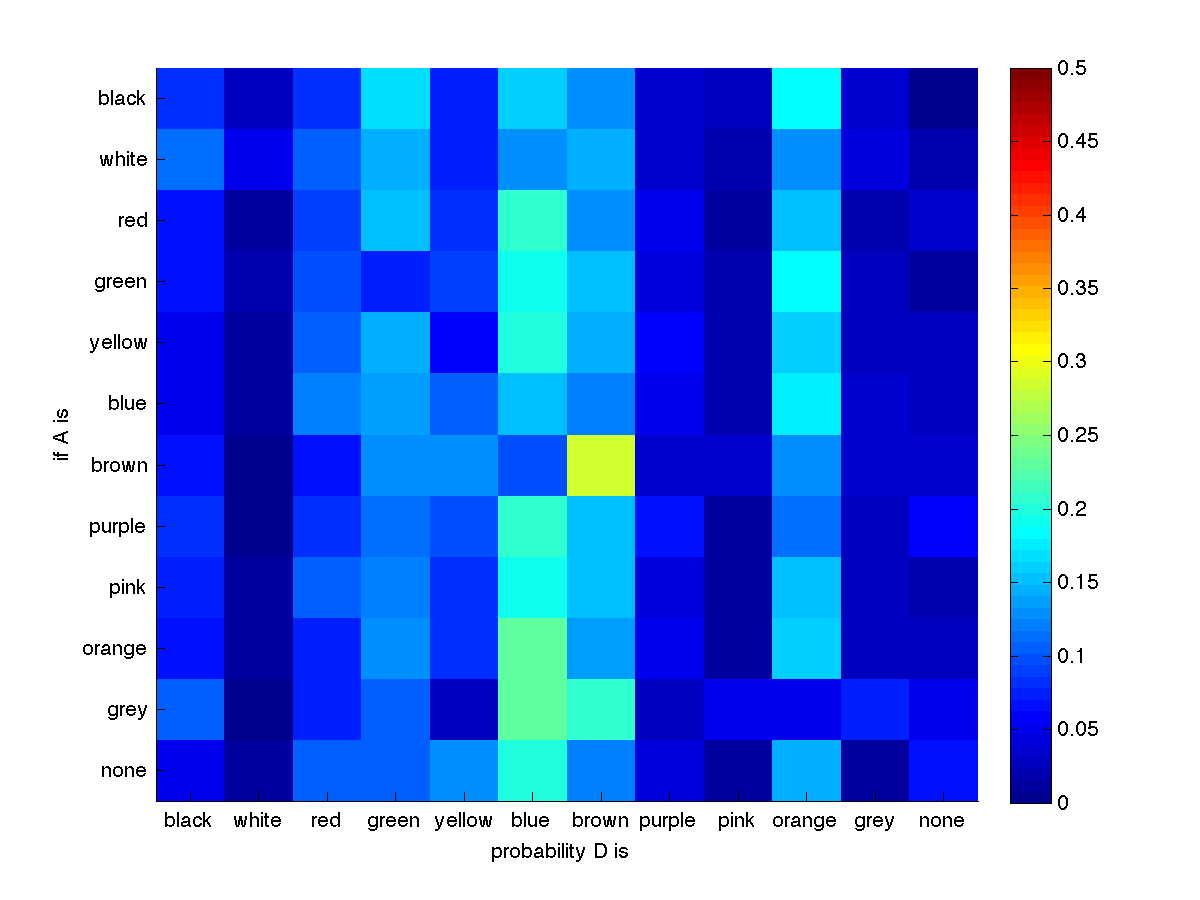 black
white
red
green
yellow
blue
brown
purple
pink
orange
grey
none
if A is
black white red green yellow blue brown purple pink orange grey none
probability D is
0.5
0.45
0.4
0.35
0.3
0.25
0.2
0.15
0.1
0.05
0